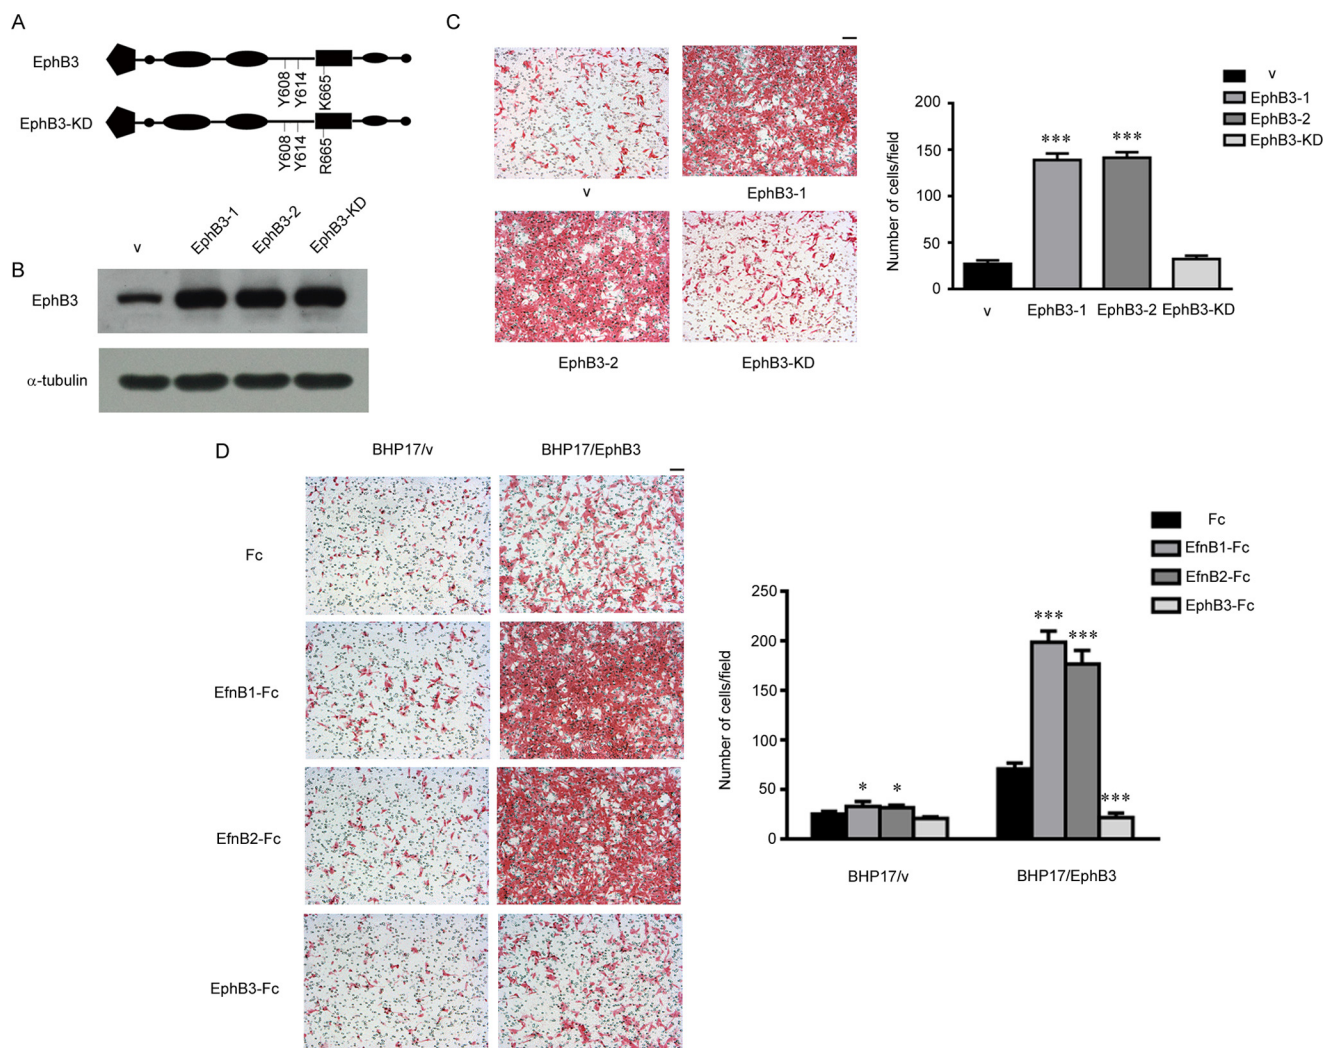 A
EphB3
Y608
Y614
K665
EphB3-KD
Y608
Y614
R665
B
v
EphB3-1
EphB3-2
EphB3-KD
EphB3
α-tubulin
C
v
EphB3-1
EphB3-2
EphB3-KD
Number of cells/field
200
150
100
50
0
***
***
v
EphB3-1
EphB3-2
EphB3-KD
v
EphB3-1
EphB3-2
EphB3-KD
D
BHP17/v
BHP17/EphB3
Fc
EfnB1-Fc
EfnB2-Fc
EphB3-Fc
Number of cells/field
250
200
150
100
50
0
*
*
***
***
***
BHP17/v
BHP17/EphB3
Fc
EfnB1-Fc
EfnB2-Fc
EphB3-Fc